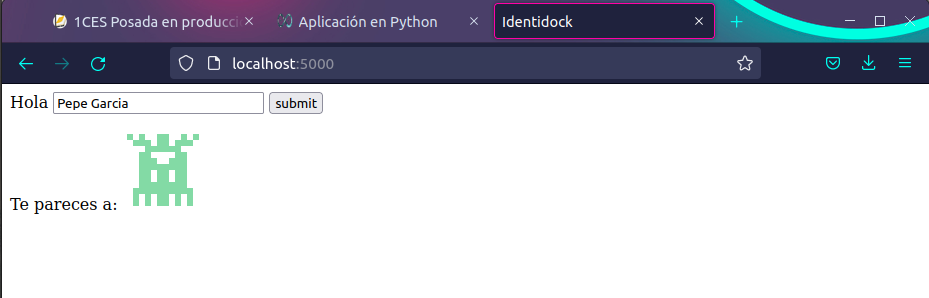 1CES Posada en producci
Aplicación en Python
Identidock
localhost:5000
Hola Pepe Garcia submit
Te pareces a: